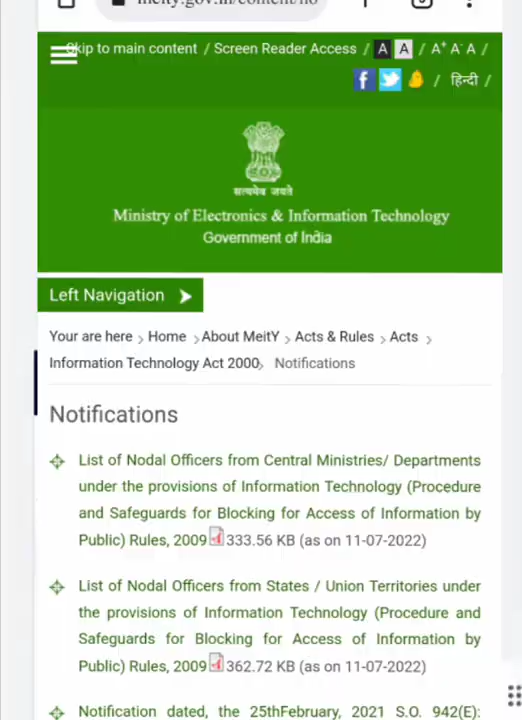 meity.gov.in/content/no
Skip to main content / Screen Reader Access / A A / A+ A- A /
/ हिन्दी /
सत्यमेव जयते
Ministry of Electronics & Information Technology
Government of India
Left Navigation
Your are here > Home > About MeitY > Acts & Rules > Acts >
Information Technology Act 2000> Notifications
Notifications
List of Nodal Officers from Central Ministries/ Departments
under the provisions of Information Technology (Procedure
and Safeguards for Blocking for Access of Information by
Public) Rules, 2009 333.56 KB (as on 11-07-2022)
List of Nodal Officers from States / Union Territories under
the provisions of Information Technology (Procedure and
Safeguards for Blocking for Access of Information by
Public) Rules, 2009 362.72 KB (as on 11-07-2022)
Notification dated, the 25thFebruary, 2021 S.O. 942(E):